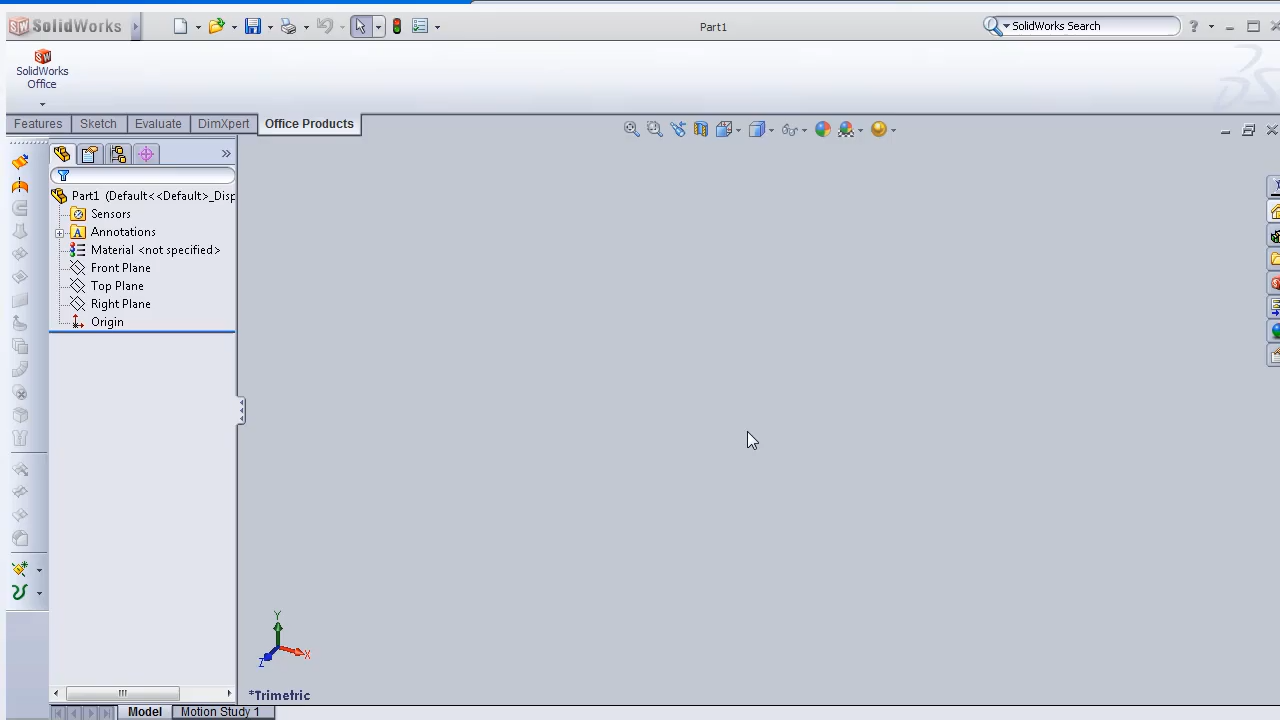 SolidWorks
Part1
SolidWorks Search
?
SolidWorks
Office
Features
Sketch
Evaluate
DimXpert
Office Products
Part1 (Default<<Default>_Disp
Sensors
A
Annotations
Material <not specified>
Front Plane
Top Plane
Right Plane
Origin
Y
X
Z
*Trimetric
Model
Motion Study 1